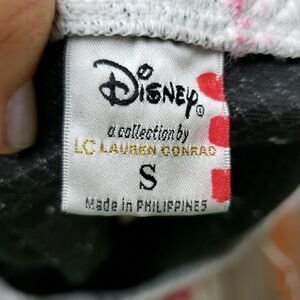 Disney ®
a collection by
LC LAUREN CONRAD
S
Made in PHILIPPINES